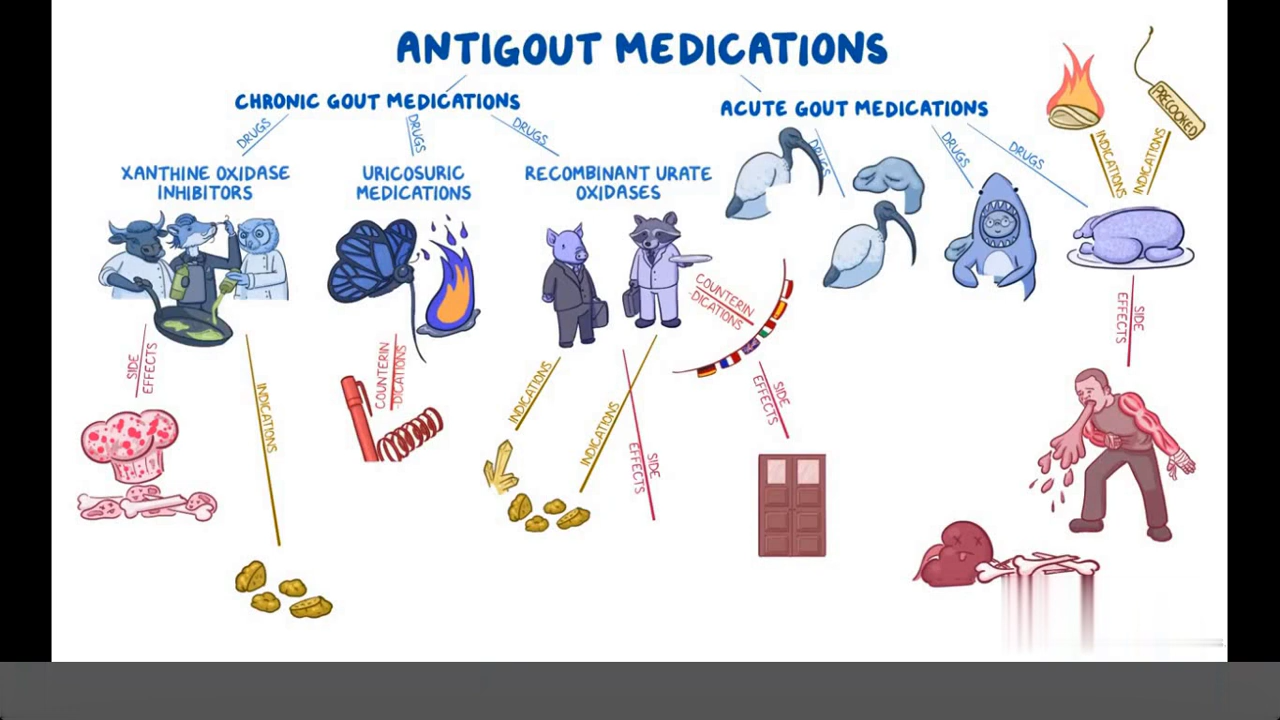 ANTIGOUT MEDICATIONS
CHRONIC GOUT MEDICATIONS
ACUTE GOUT MEDICATIONS
PRECOOKED
DRUGS
DRUGS
DRUGS
DRUGS
DRUGS
DRUGS
INDICATIONS
INDICATIONS
XANTHINE OXIDASE
INHIBITORS
URICOSURIC
MEDICATIONS
RECOMBINANT URATE
OXIDASES
COUNTERIN
-DICATIONS
SIDE
EFFECTS
SIDE
EFFECTS
COUNTERIN
-DICATIONS
INDICATIONS
INDICATIONS
INDICATIONS
SIDE
EFFECTS
SIDE
EFFECTS